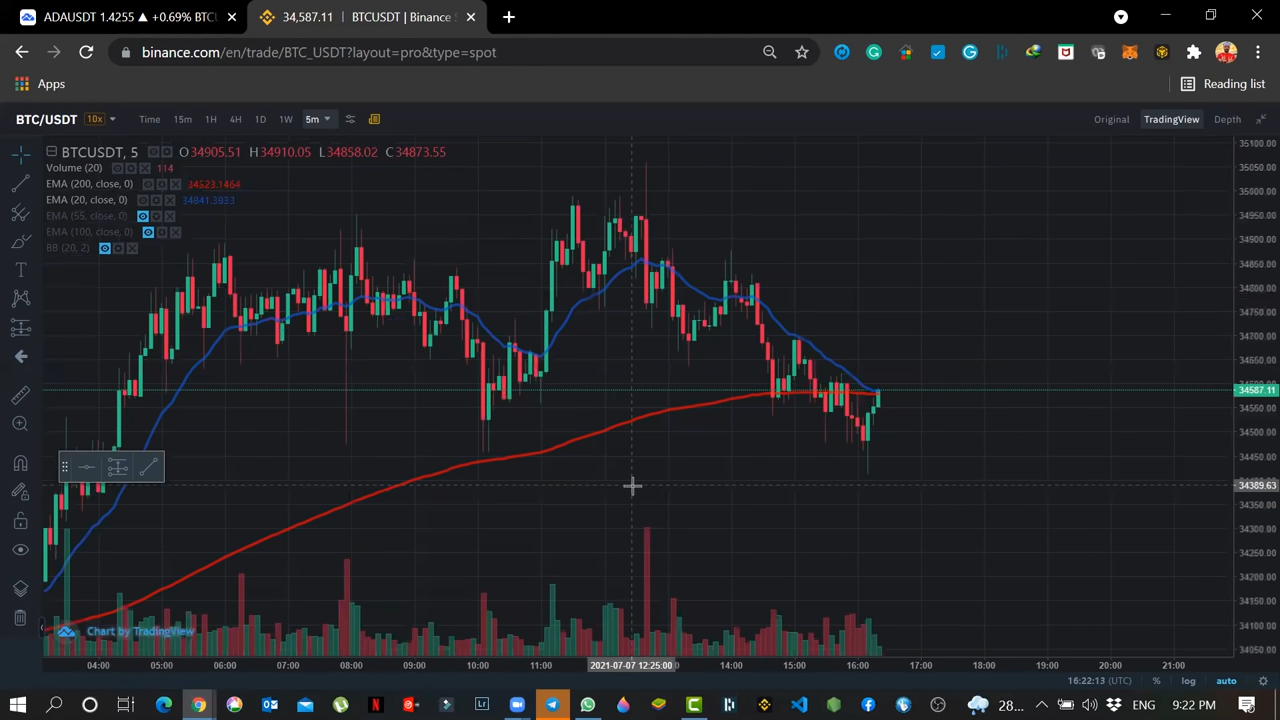 ADAUSDT 1.4255 ▲ +0.69% BTC
34,587.11 | BTCUSDT | Binance
binance.com/en/trade/BTC_USDT?layout=pro&type=spot
Apps
Reading list
BTC/USDT 10x Time 15m 1H 4H 1D 1W 5m Original TradingView Depth
BTCUSDT, 5 O34905.51 H34910.05 L34858.02 C34873.55
Volume (20) 114
EMA (200, close, 0) 34523.1464
EMA (20, close, 0) 34841.3933
EMA (55, close, 0)
EMA (100, close, 0)
BB (20, 2)
35100.00
35050.00
35000.00
34950.00
34900.00
34850.00
34800.00
34750.00
34700.00
34650.00
34587.11
34550.00
34500.00
34450.00
34389.63
34350.00
34300.00
34250.00
34200.00
34150.00
34100.00
34050.00
Chart by TradingView
04:00 05:00 06:00 07:00 08:00 09:00 10:00 11:00 2021-07-07 12:25:00 14:00 15:00 16:00 17:00 18:00 19:00 20:00 21:00
16:22:13 (UTC) % log auto
28... ENG 9:22 PM